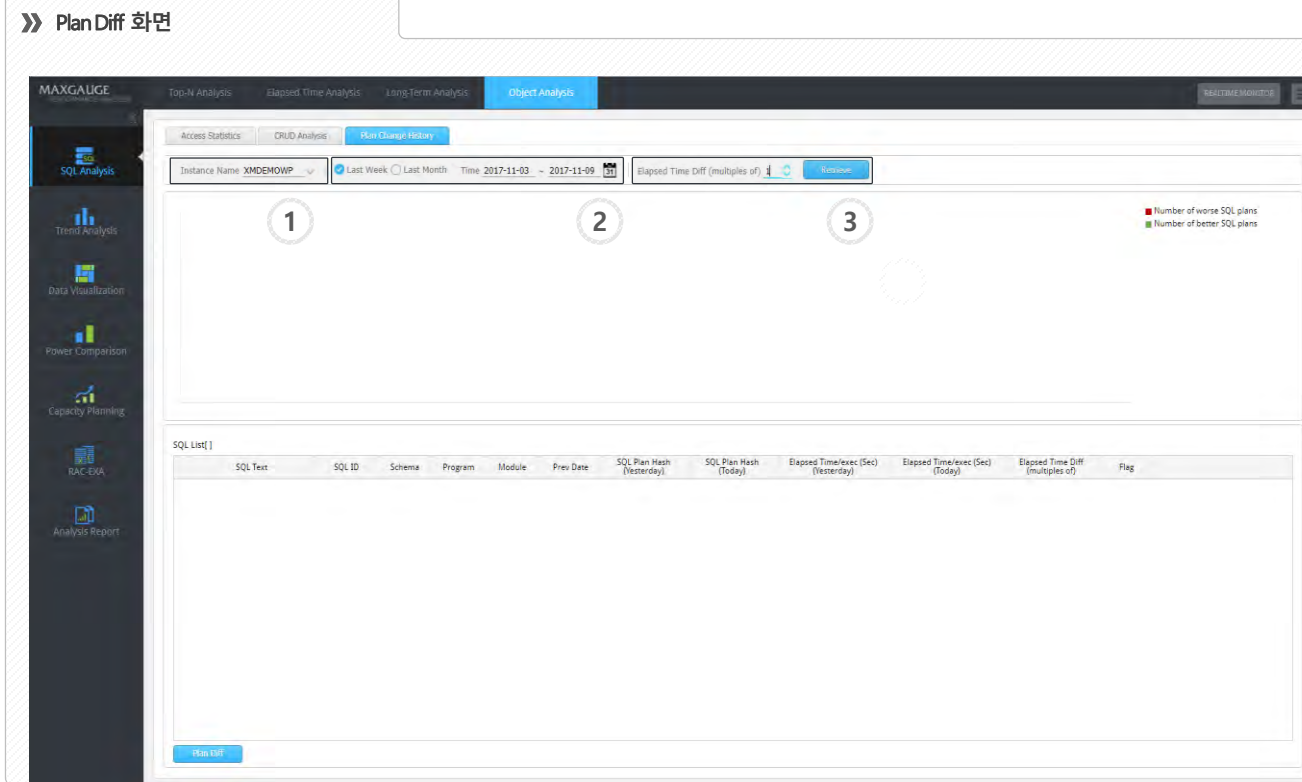 Plan Diff 화면
MAXGAUGE
Top-N Analysis Elapsed Time Analysis Long-Term Analysis Object Analysis
REALTIME MONITOR
Access Statistics CRUD Analysis Plan Change History
Instance Name XMDEMOWP Last Week Last Month Time 2017-11-03 ~ 2017-11-09 31 Elapsed Time Diff (multiples of) 1 Retrieve
1 2 3
Number of worse SQL plans
Number of better SQL plans
SQL
SQL Analysis
Trend Analysis
Data Visualization
Power Comparison
Capacity Planning
RAC-EXA
Analysis Report
SQL List[ ]
SQL Text SQL ID Schema Program Module Prev Date SQL Plan Hash (Yesterday) SQL Plan Hash (Today) Elapsed Time/exec (Sec) (Yesterday) Elapsed Time/exec (Sec) (Today) Elapsed Time Diff (multiples of) Flag
Plan Diff